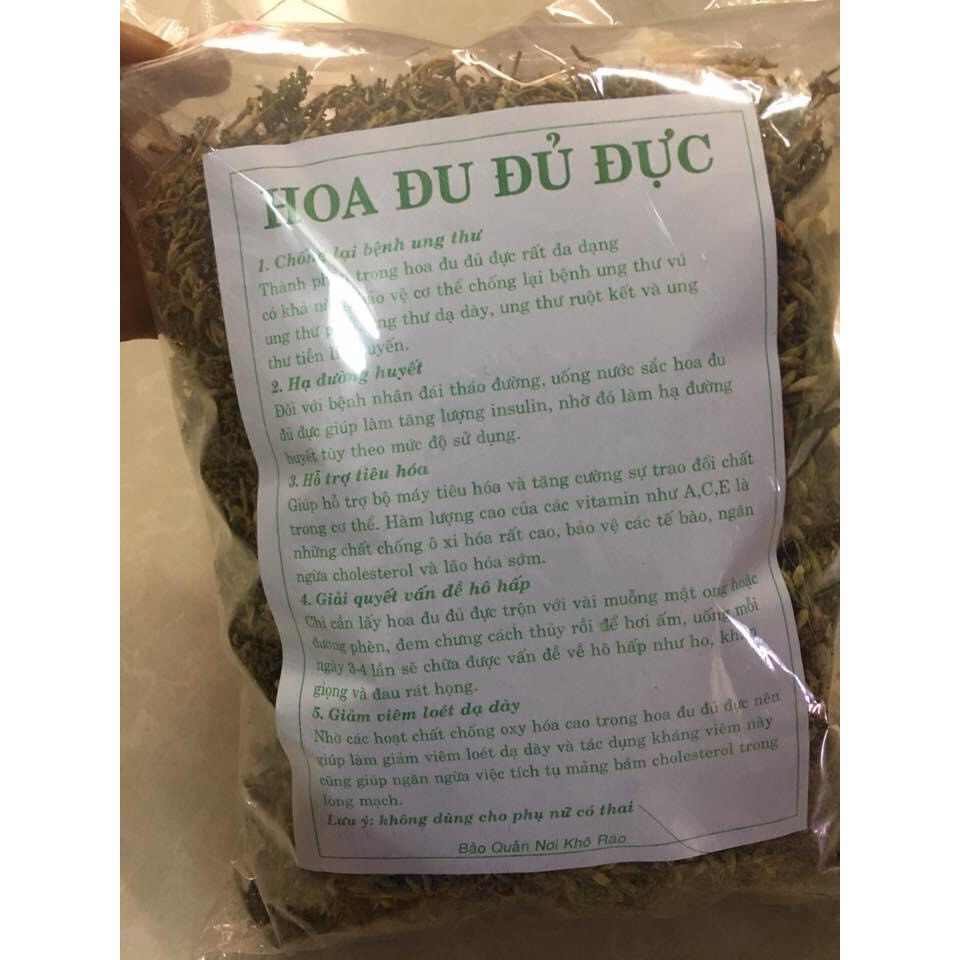 HOA ĐU ĐỦ ĐỰC
1. Chống lại bệnh ung thư
Thành phần trong hoa đu đủ đực rất đa dạng
có khả năng bảo vệ cơ thể chống lại bệnh ung thư vú
ung thư ung thư dạ dày, ung thư ruột kết và ung
thư tiền liệt tuyến.
2. Hạ đường huyết
Đối với bệnh nhân đái tháo đường, uống nước sắc hoa đu
đủ đực giúp làm tăng lượng insulin, nhờ đó làm hạ đường
huyết tùy theo mức độ sử dụng.
3. Hỗ trợ tiêu hóa
Giúp hỗ trợ bộ máy tiêu hóa và tăng cường sự trao đổi chất
trong cơ thể. Hàm lượng cao của các vitamin như A,C,E là
những chất chống ô xi hóa rất cao, bảo vệ các tế bào, ngăn
ngừa cholesterol và lão hóa sớm.
4. Giải quyết vấn đề hô hấp
Chỉ cần lấy hoa đu đủ đực trộn với vài muỗng mật ong hoặc
đường phèn, đem chưng cách thủy rồi để hơi ấm, uống mỗi
ngày 3-4 lần sẽ chữa được vấn đề về hô hấp như ho, khan
giọng và đau rát họng.
5. Giảm viêm loét dạ dày
Nhờ các hoạt chất chống oxy hóa cao trong hoa đu đủ đực nên
giúp làm giảm viêm loét dạ dày và tác dụng kháng viêm này
cũng giúp ngăn ngừa việc tích tụ mảng bám cholesterol trong
lòng mạch.
Lưu ý: không dùng cho phụ nữ có thai
Bảo Quản Nơi Khô Ráo